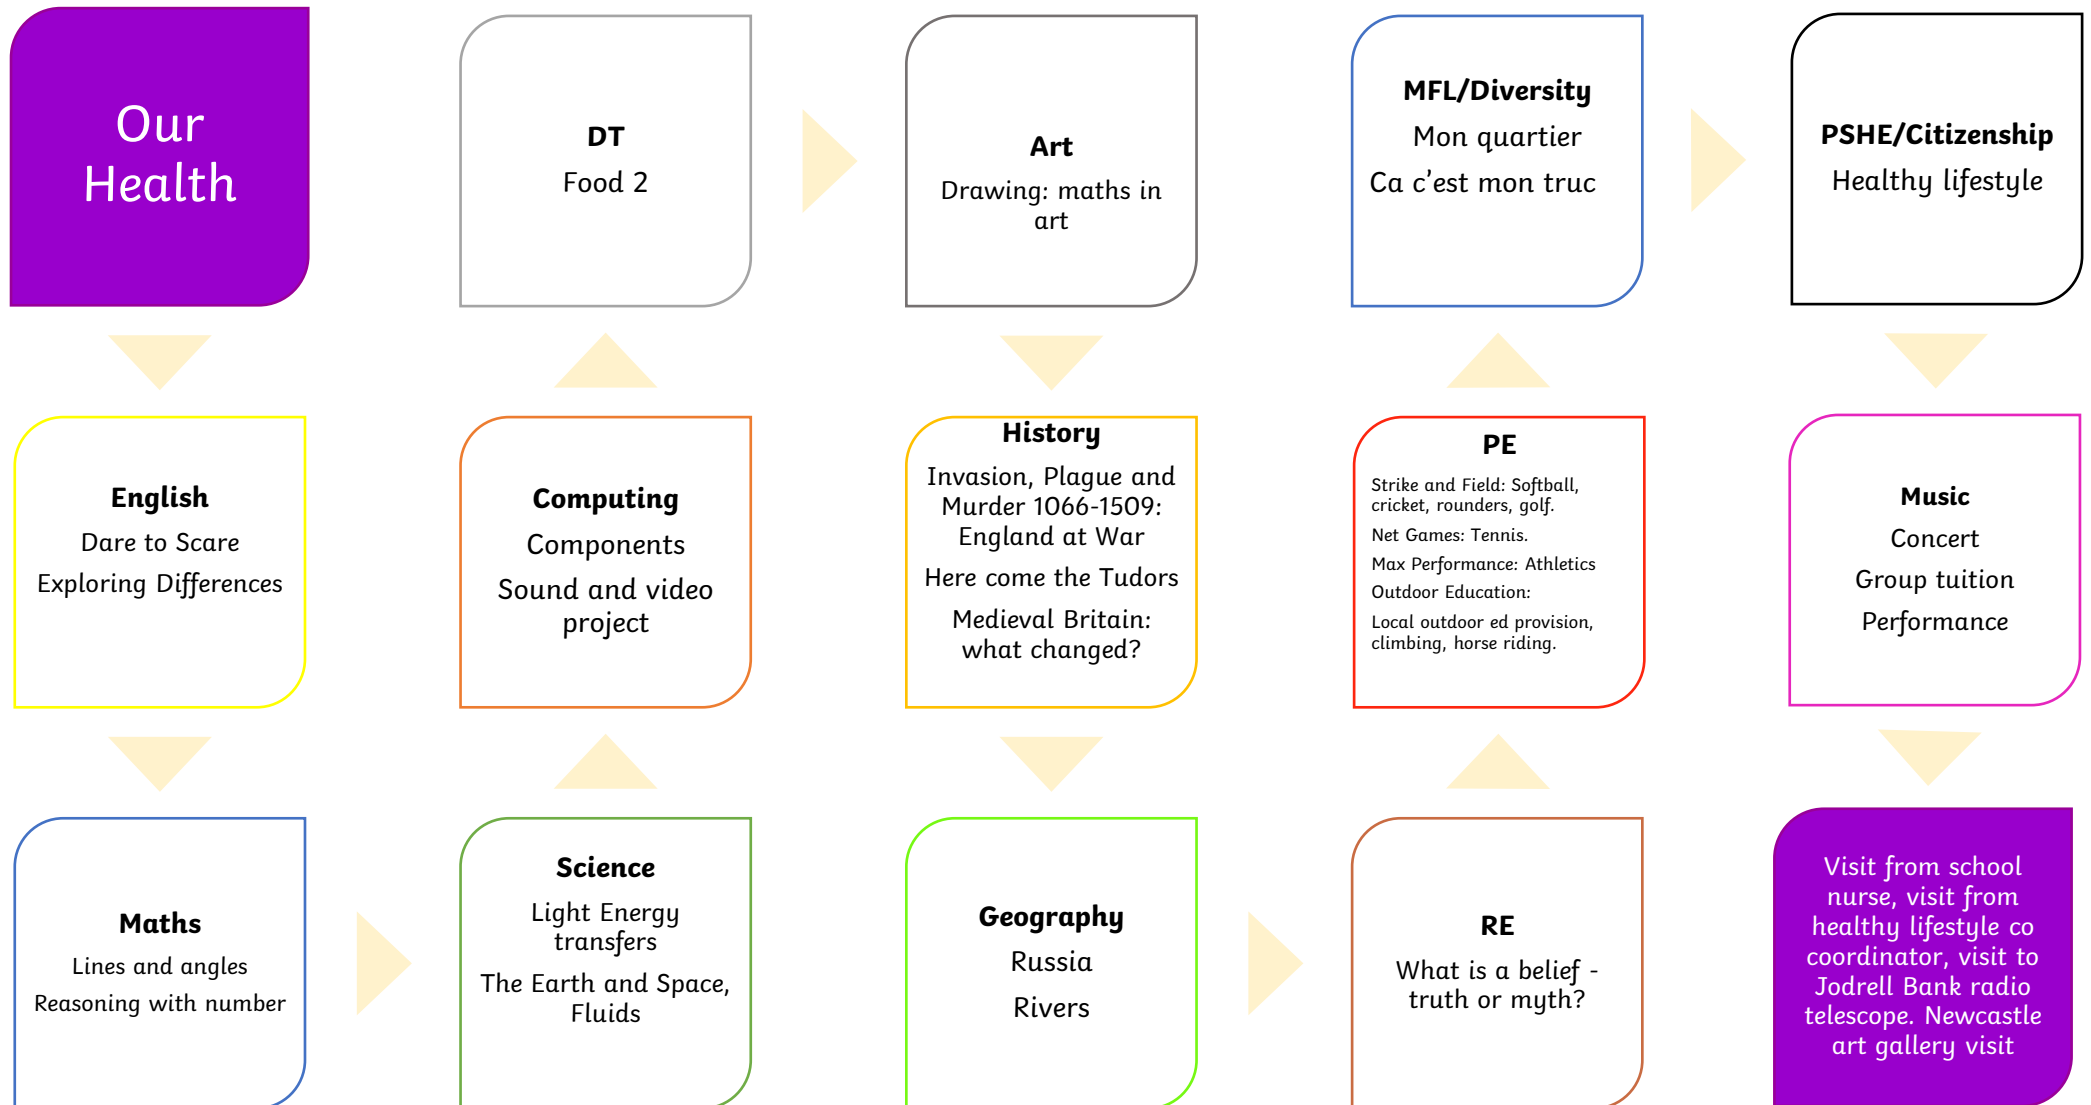 Our
Health
English
Dare to Scare
Exploring Differences
Maths
Lines and angles
Reasoning with number
Science
Light Energy
transfers
The Earth and Space,
Fluids
Computing
Components
Sound and video
project
DT
Food 2
Art
Drawing: maths in
art
History
Invasion, Plague and
Murder 1066-1509:
England at War
Here come the Tudors
Medieval Britain:
what changed?
Geography
Russia
Rivers
RE
What is a belief -
truth or myth?
PE
Strike and Field: Softball,
cricket, rounders, golf.
Net Games: Tennis.
Max Performance: Athletics
Outdoor Education:
Local outdoor ed provision,
climbing, horse riding.
MFL/Diversity
Mon quartier
Ca c'est mon truc
PSHE/Citizenship
Healthy lifestyle
Music
Concert
Group tuition
Performance
Visit from school
nurse, visit from
healthy lifestyle co
coordinator, visit to
Jodrell Bank radio
telescope. Newcastle
art gallery visit